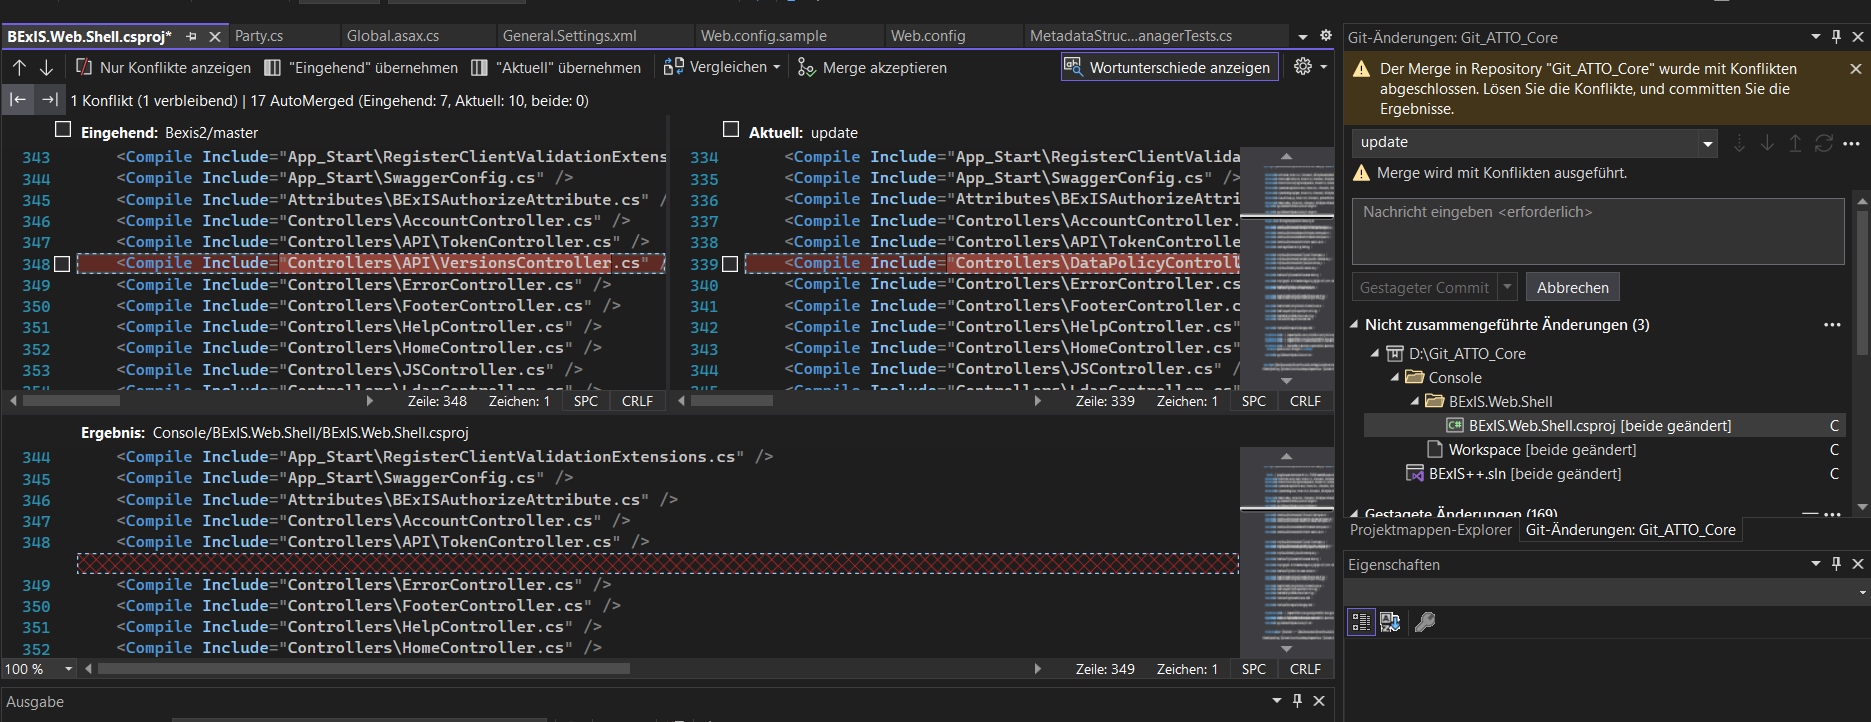 BExIS.Web.Shell.csproj*
Party.cs
Global.asax.cs
General.Settings.xml
Web.config.sample
Web.config
MetadataStruc...anagerTests.cs
Nur Konflikte anzeigen
"Eingehend" übernehmen
"Aktuell" übernehmen
Vergleichen
Merge akzeptieren
Wortunterschiede anzeigen
1 Konflikt (1 verbleibend) | 17 AutoMerged (Eingehend: 7, Aktuell: 10, beide: 0)
Eingehend: Bexis2/master
343 <Compile Include="App_Start\RegisterClientValidationExtens
344 <Compile Include="App_Start\SwaggerConfig.cs" />
345 <Compile Include="Attributes\BExISAuthorizeAttribute.cs" /
346 <Compile Include="Controllers\AccountController.cs" />
347 <Compile Include="Controllers\API\TokenController.cs" />
348 <Compile Include="Controllers\API\VersionsController.cs" /
349 <Compile Include="Controllers\ErrorController.cs" />
350 <Compile Include="Controllers\FooterController.cs" />
351 <Compile Include="Controllers\HelpController.cs" />
352 <Compile Include="Controllers\HomeController.cs" />
353 <Compile Include="Controllers\JSController.cs" />
354 <Compile Include="Controllers\LdapController.cs" />
Zeile: 348 Zeichen: 1 SPC CRLF
Aktuell: update
334 <Compile Include="App_Start\RegisterClientValida
335 <Compile Include="App_Start\SwaggerConfig.cs" />
336 <Compile Include="Attributes\BExISAuthorizeAttri
337 <Compile Include="Controllers\AccountController.
338 <Compile Include="Controllers\API\TokenControlle
339 <Compile Include="Controllers\DataPolicyControll
340 <Compile Include="Controllers\ErrorController.cs
341 <Compile Include="Controllers\FooterController.c
342 <Compile Include="Controllers\HelpController.cs"
343 <Compile Include="Controllers\HomeController.cs"
344 <Compile Include="Controllers\JSController.cs" /
345 <Compile Include="Controllers\LdapController.cs"
Zeile: 339 Zeichen: 1 SPC CRLF
Ergebnis: Console/BExIS.Web.Shell/BExIS.Web.Shell.csproj
344 <Compile Include="App_Start\RegisterClientValidationExtensions.cs" />
345 <Compile Include="App_Start\SwaggerConfig.cs" />
346 <Compile Include="Attributes\BExISAuthorizeAttribute.cs" />
347 <Compile Include="Controllers\AccountController.cs" />
348 <Compile Include="Controllers\API\TokenController.cs" />
349 <Compile Include="Controllers\ErrorController.cs" />
350 <Compile Include="Controllers\FooterController.cs" />
351 <Compile Include="Controllers\HelpController.cs" />
352 <Compile Include="Controllers\HomeController.cs" />
100 %
Zeile: 349 Zeichen: 1 SPC CRLF
Ausgabe
Git-Änderungen: Git_ATTO_Core
Der Merge in Repository "Git_ATTO_Core" wurde mit Konflikten
abgeschlossen. Lösen Sie die Konflikte, und committen Sie die
Ergebnisse.
update
Merge wird mit Konflikten ausgeführt.
Nachricht eingeben <erforderlich>
Gestageter Commit
Abbrechen
Nicht zusammengeführte Änderungen (3)
D:\Git_ATTO_Core
Console
BExIS.Web.Shell
BExIS.Web.Shell.csproj [beide geändert] C
Workspace [beide geändert] C
BExIS++.sln [beide geändert] C
Gestagete Änderungen (169)
Projektmappen-Explorer
Git-Änderungen: Git_ATTO_Core
Eigenschaften